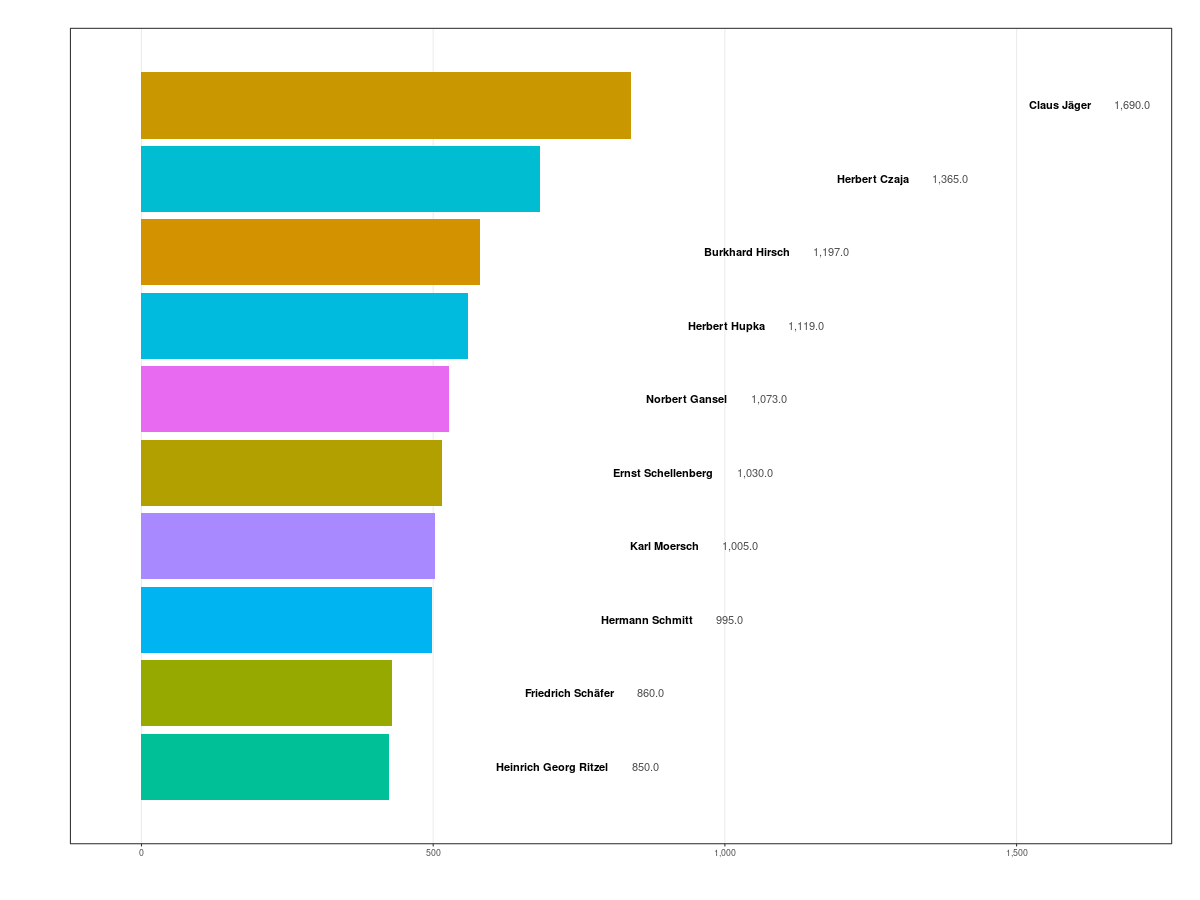 Claus Jäger 1,690.0
Herbert Czaja 1,365.0
Burkhard Hirsch 1,197.0
Herbert Hupka 1,119.0
Norbert Gansel 1,073.0
Ernst Schellenberg 1,030.0
Karl Moersch 1,005.0
Hermann Schmitt 995.0
Friedrich Schäfer 860.0
Heinrich Georg Ritzel 850.0
0 500 1,000 1,500